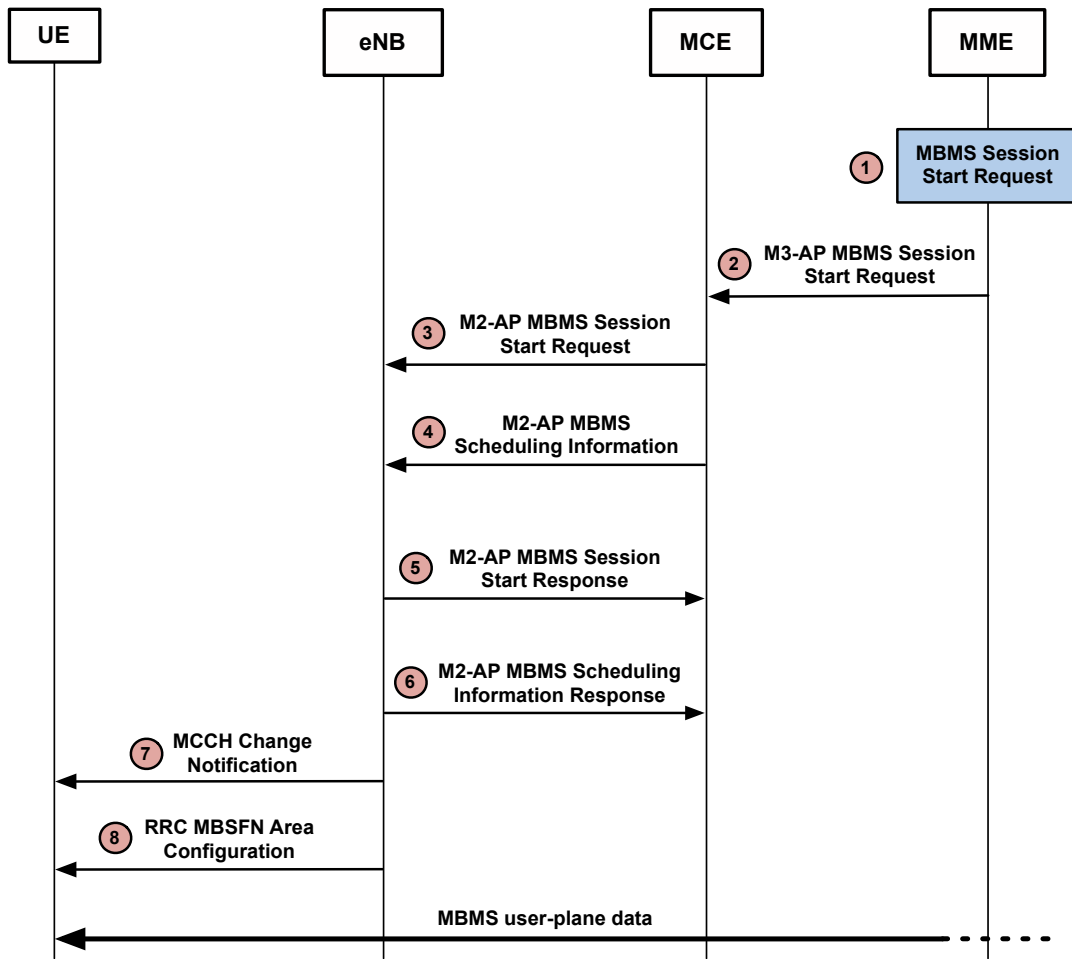 UE
eNB
MCE
MME
1
MBMS Session
Start Request
2
M3-AP MBMS Session
Start Request
3
M2-AP MBMS Session
Start Request
4
M2-AP MBMS
Scheduling Information
5
M2-AP MBMS Session
Start Response
6
M2-AP MBMS Scheduling
Information Response
7
MCCH Change
Notification
8
RRC MBSFN Area
Configuration
MBMS user-plane data